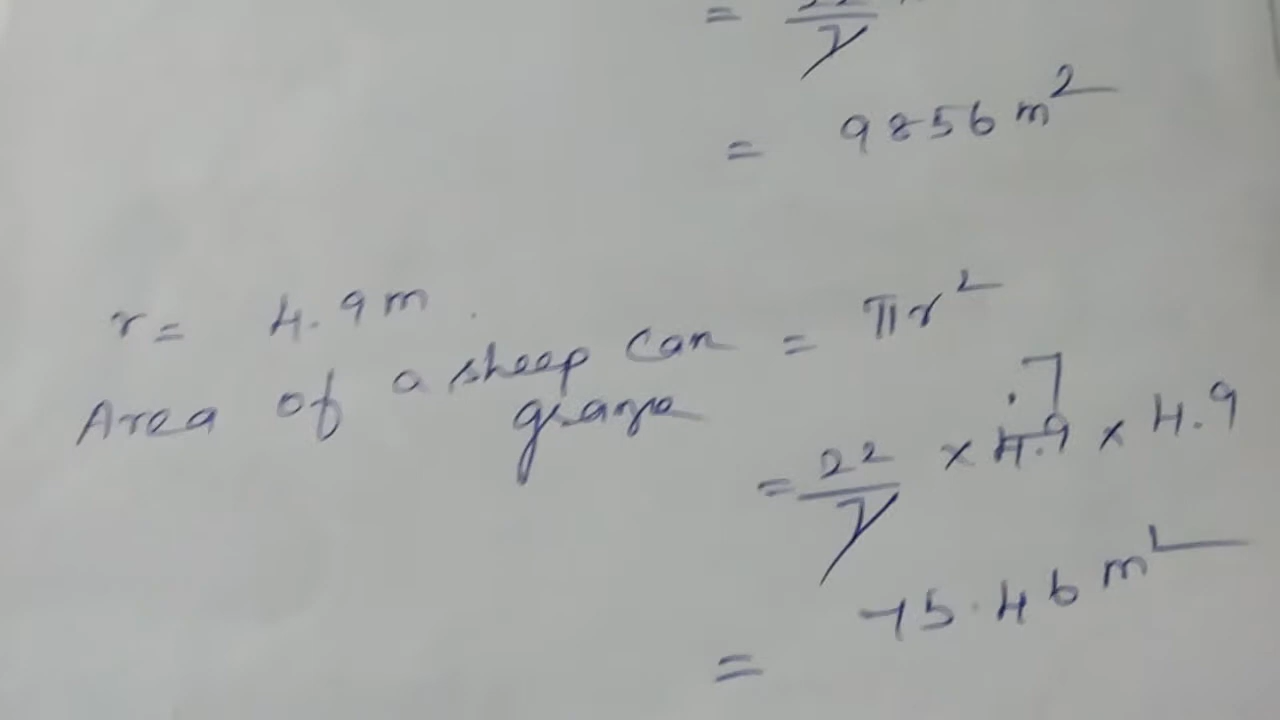 = 22/7
= 9856 m²
r = 4.9m.
Area of a sheep can graze = πr²
.7
= 22/7 × 4.9 × 4.9
= 75.46 m²